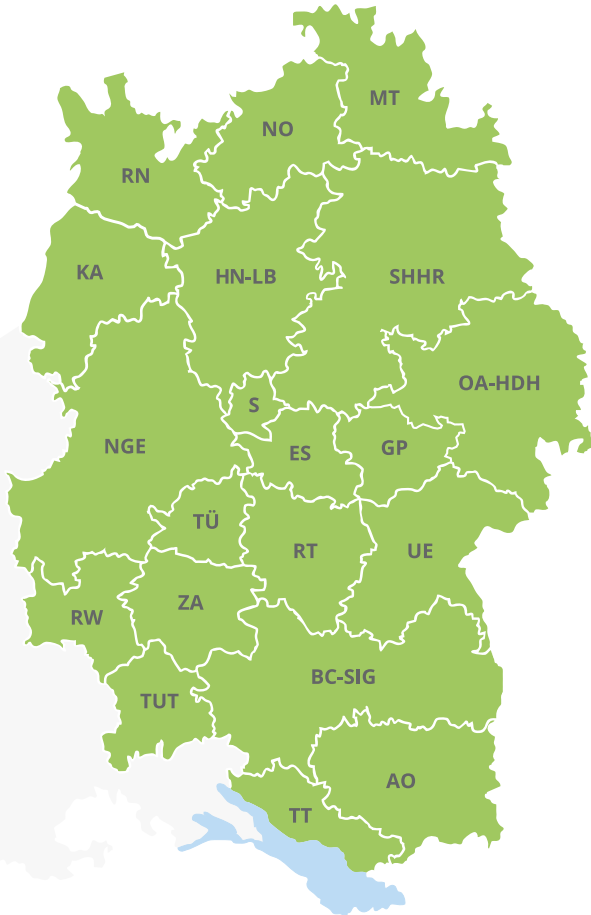 MT
NO
RN
KA
HN-LB
SHHR
OA-HDH
S
NGE
ES
GP
TÜ
RT
UE
ZA
RW
BC-SIG
TUT
AO
TT